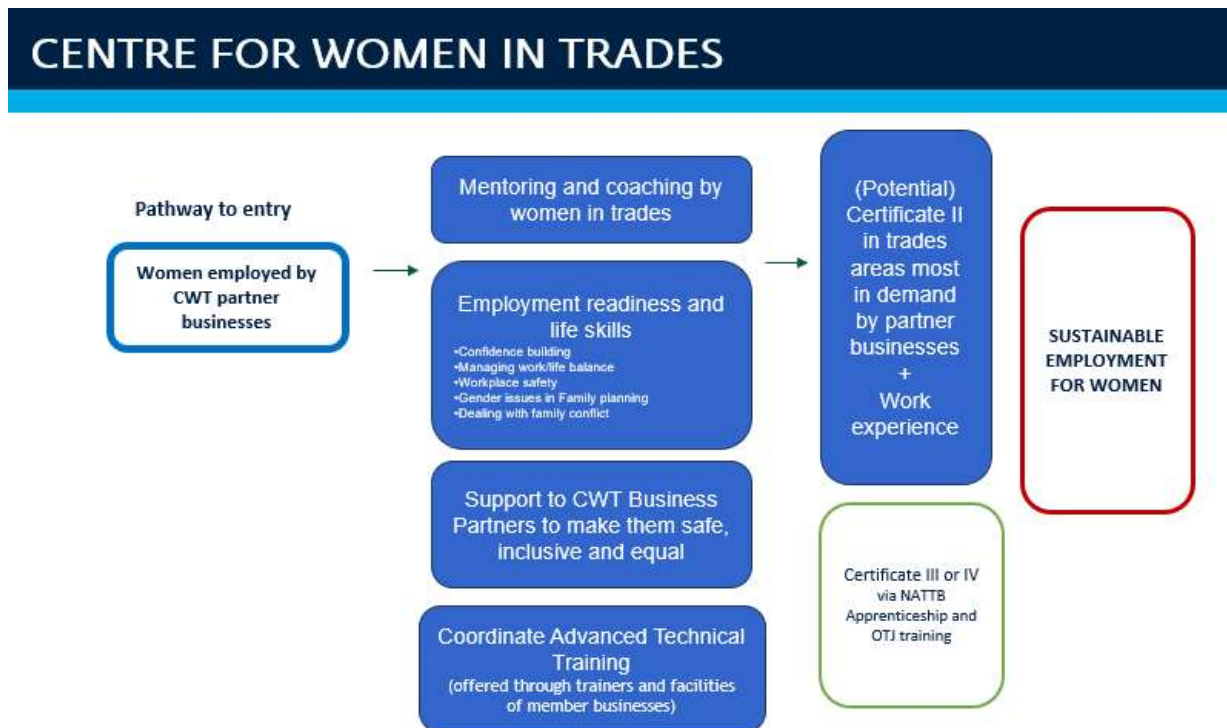 CENTRE FOR WOMEN IN TRADES
Pathway to entry
Women employed by
CWT partner
businesses
Mentoring and coaching by
women in trades
Employment readiness and
life skills
•Confidence building
•Managing work/life balance
•Workplace safety
•Gender issues in Family planning
•Dealing with family conflict
Support to CWT Business
Partners to make them safe,
inclusive and equal
Coordinate Advanced Technical
Training
(offered through trainers and facilities
of member businesses)
(Potential)
Certificate II
in trades
areas most
in demand
by partner
businesses
+
Work
experience
Certificate III or IV
via NATTB
Apprenticeship and
OTJ training
SUSTAINABLE
EMPLOYMENT
FOR WOMEN